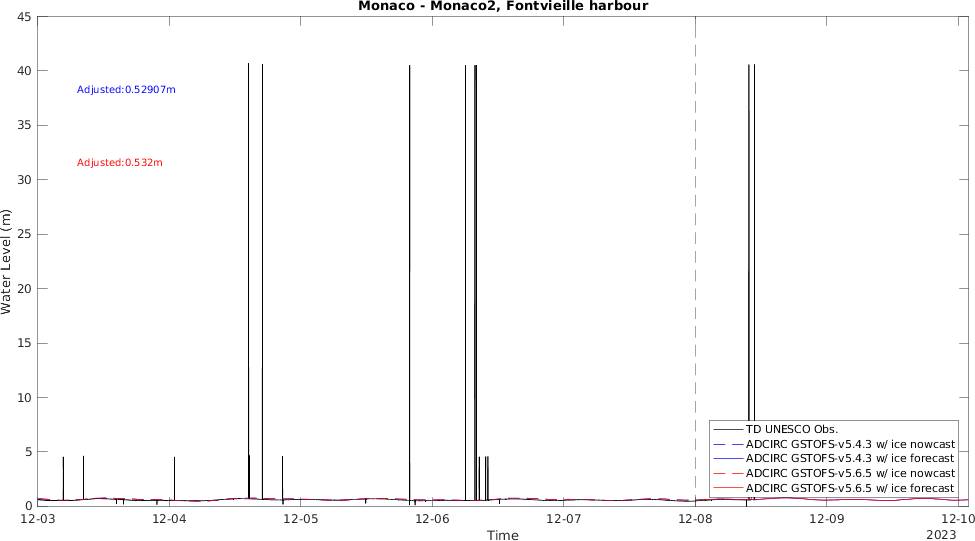 Monaco - Monaco2, Fontvieille harbour
45
40
35
30
25
20
15
10
5
0
Water Level (m)
Adjusted:0.52907m
Adjusted:0.532m
TD UNESCO Obs.
ADCIRC GSTOFS-v5.4.3 w/ ice nowcast
ADCIRC GSTOFS-v5.4.3 w/ ice forecast
ADCIRC GSTOFS-v5.6.5 w/ ice nowcast
ADCIRC GSTOFS-v5.6.5 w/ ice forecast
12-03 12-04 12-05 12-06 12-07 12-08 12-09 12-10
Time
2023